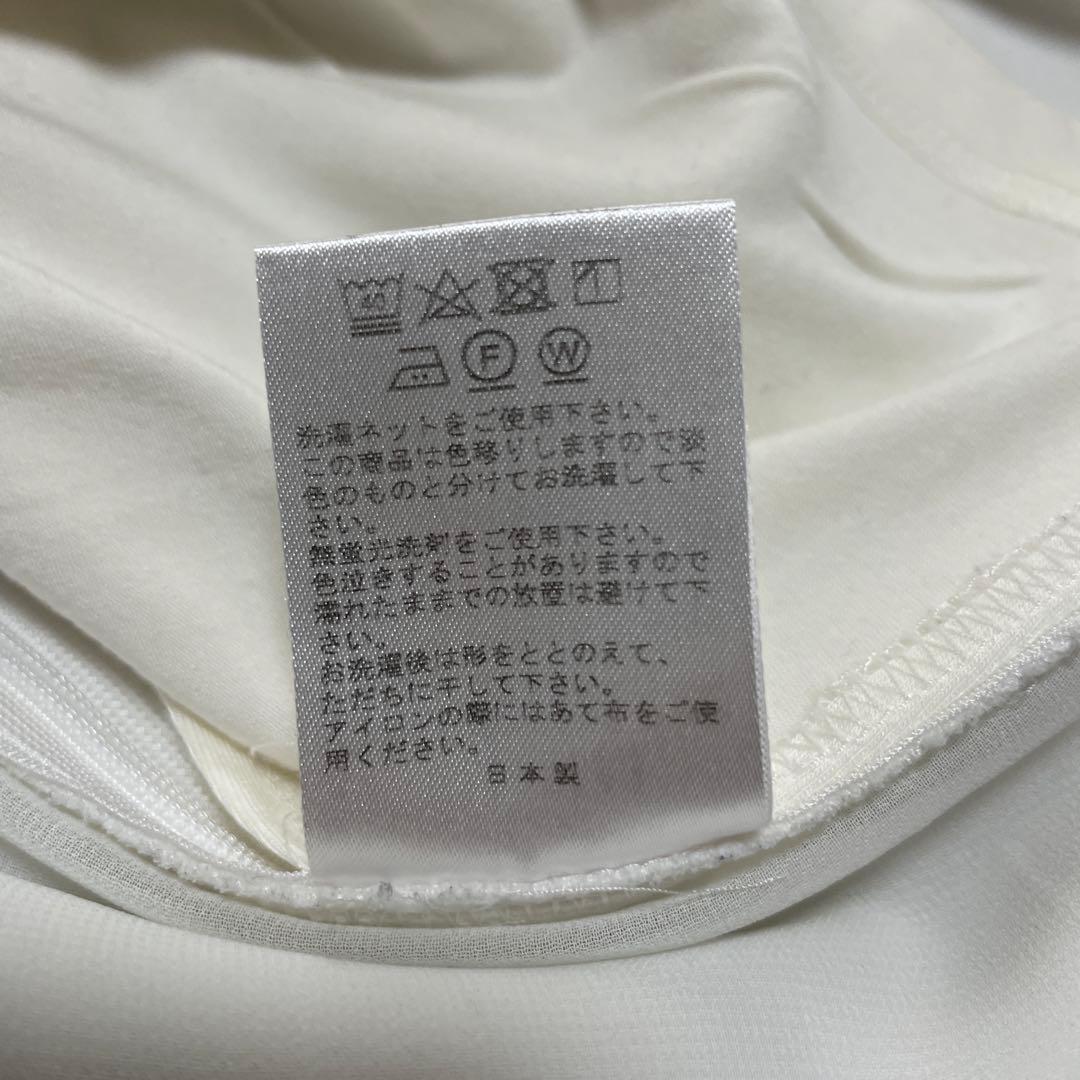 F W
洗濯ネットをご使用下さい。
この商品は色移りしますので淡
色のものと分けてお洗濯して下
さい。
無蛍光洗剤をご使用下さい。
色泣きすることがありますので
濡れたままでの放置は避けて下
さい。
お洗濯後は形をととのえて、
ただちに干して下さい。
アイロンの際にはあて布をご使
用ください。
日本製